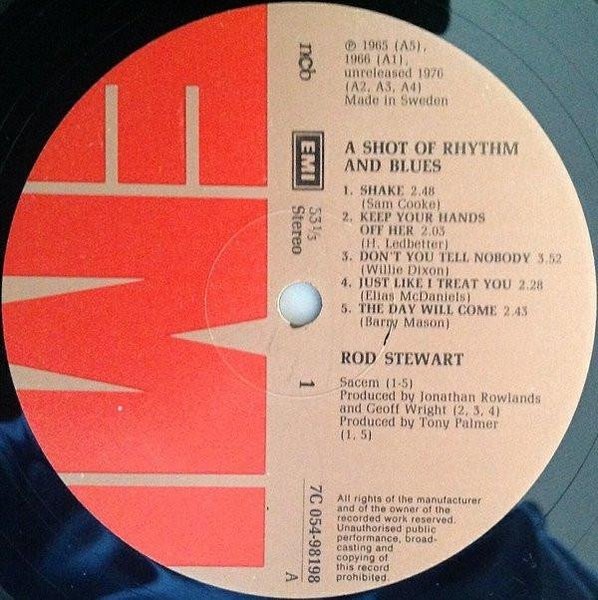 EMI
ncb
EMI
33 1/3
Stereo
1
7C 054-98198
A
℗ 1965 (A5),
1966 (A1),
unreleased 1976
(A2, A3, A4)
Made in Sweden
A SHOT OF RHYTHM
AND BLUES
1. SHAKE 2.48
(Sam Cooke)
2. KEEP YOUR HANDS
OFF HER 2.03
(H. Ledbetter)
3. DON'T YOU TELL NOBODY 3.52
(Willie Dixon)
4. JUST LIKE I TREAT YOU 2.28
(Elias McDaniels)
5. THE DAY WILL COME 2.43
(Barry Mason)
ROD STEWART
Sacem (1-5)
Produced by Jonathan Rowlands
and Geoff Wright (2, 3, 4)
Produced by Tony Palmer
(1, 5)
All rights of the manufacturer
and of the owner of the
recorded work reserved.
Unauthorised public
performance, broad-
casting and
copying of
this record
prohibited.